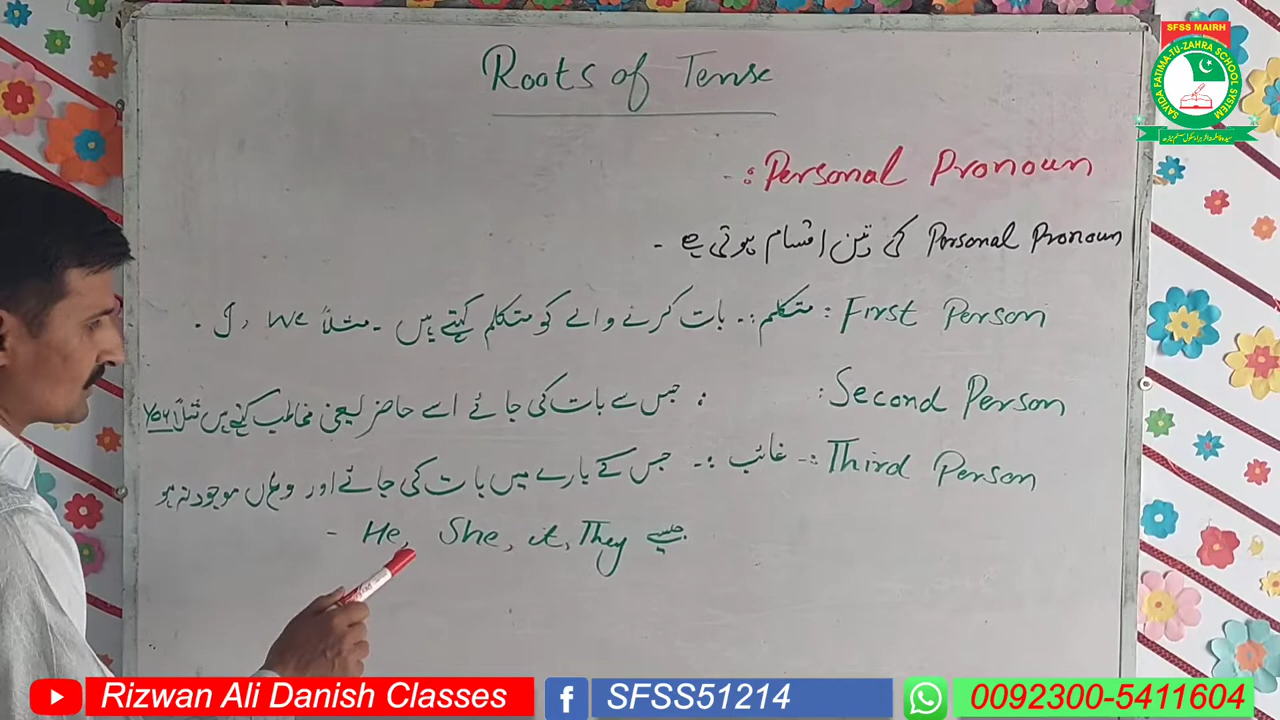 Roots of Tense
Personal Pronoun :-
Personal Pronoun کی تین اقسام ہوتی ہے -
First Person : متکلم :- بات کرنے والے کو متکلم کہتے ہیں - مثلاً We , I .
Second Person : : جس سے بات کی جائے اسے حاضر یعنی مخاطب کہتے ہیں مثلاً You
Third Person :- غائب :- جس کے بارے میں بات کی جائے اور وہاں موجود نہ ہو
جیسے He, She, it, They -
SFSS MAIRH
SAYIDA FATIMA-TU-ZAHRA SCHOOL SYSTEM
Rizwan Ali Danish Classes
SFSS51214
0092300-5411604